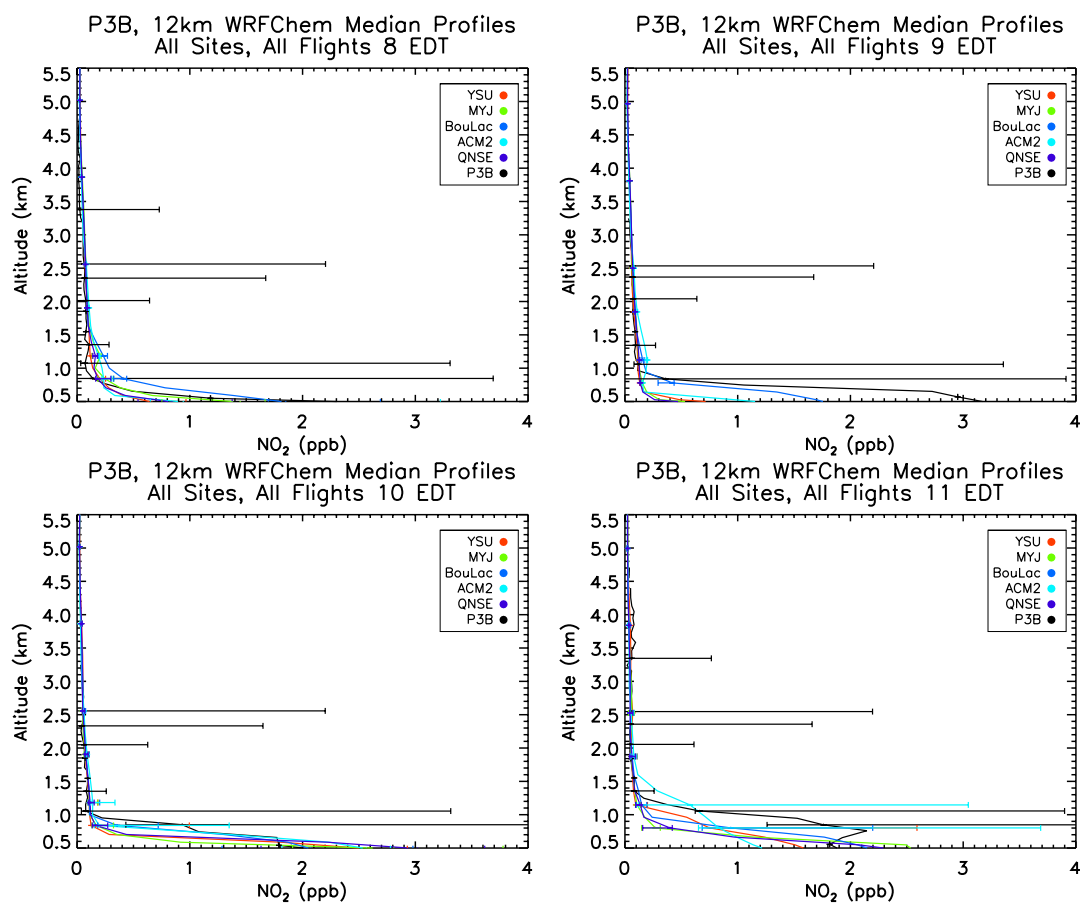 P3B, 12km WRFChem Median Profiles
All Sites, All Flights 8 EDT
5.5
5.0
4.5
4.0
3.5
3.0
2.5
2.0
1.5
1.0
0.5
Altitude (km)
0 1 2 3 4
NO2 (ppb)
YSU
MYJ
BouLac
ACM2
QNSE
P3B
P3B, 12km WRFChem Median Profiles
All Sites, All Flights 9 EDT
5.5
5.0
4.5
4.0
3.5
3.0
2.5
2.0
1.5
1.0
0.5
Altitude (km)
0 1 2 3 4
NO2 (ppb)
YSU
MYJ
BouLac
ACM2
QNSE
P3B
P3B, 12km WRFChem Median Profiles
All Sites, All Flights 10 EDT
5.5
5.0
4.5
4.0
3.5
3.0
2.5
2.0
1.5
1.0
0.5
Altitude (km)
0 1 2 3 4
NO2 (ppb)
YSU
MYJ
BouLac
ACM2
QNSE
P3B
P3B, 12km WRFChem Median Profiles
All Sites, All Flights 11 EDT
5.5
5.0
4.5
4.0
3.5
3.0
2.5
2.0
1.5
1.0
0.5
Altitude (km)
0 1 2 3 4
NO2 (ppb)
YSU
MYJ
BouLac
ACM2
QNSE
P3B